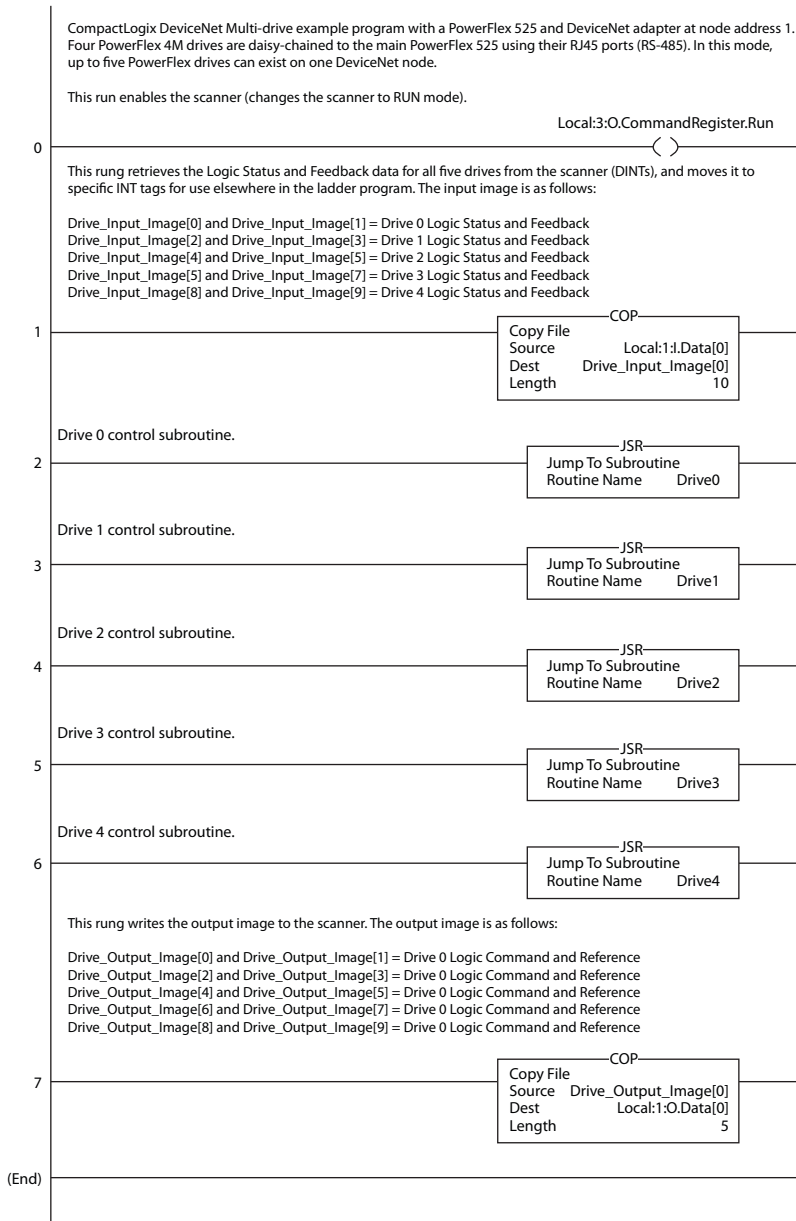 CompactLogix DeviceNet Multi-drive example program with a PowerFlex 525 and DeviceNet adapter at node address 1.
Four PowerFlex 4M drives are daisy-chained to the main PowerFlex 525 using their RJ45 ports (RS-485). In this mode,
up to five PowerFlex drives can exist on one DeviceNet node.
This run enables the scanner (changes the scanner to RUN mode).
Local:3:O.CommandRegister.Run
0
This rung retrieves the Logic Status and Feedback data for all five drives from the scanner (DINTs), and moves it to
specific INT tags for use elsewhere in the ladder program. The input image is as follows:
Drive_Input_Image[0] and Drive_Input_Image[1] = Drive 0 Logic Status and Feedback
Drive_Input_Image[2] and Drive_Input_Image[3] = Drive 1 Logic Status and Feedback
Drive_Input_Image[4] and Drive_Input_Image[5] = Drive 2 Logic Status and Feedback
Drive_Input_Image[5] and Drive_Input_Image[7] = Drive 3 Logic Status and Feedback
Drive_Input_Image[8] and Drive_Input_Image[9] = Drive 4 Logic Status and Feedback
COP
1
Copy File
Source Local:1:I.Data[0]
Dest Drive_Input_Image[0]
Length 10
Drive 0 control subroutine.
JSR
2
Jump To Subroutine
Routine Name Drive0
Drive 1 control subroutine.
JSR
3
Jump To Subroutine
Routine Name Drive1
Drive 2 control subroutine.
JSR
4
Jump To Subroutine
Routine Name Drive2
Drive 3 control subroutine.
JSR
5
Jump To Subroutine
Routine Name Drive3
Drive 4 control subroutine.
JSR
6
Jump To Subroutine
Routine Name Drive4
This rung writes the output image to the scanner. The output image is as follows:
Drive_Output_Image[0] and Drive_Output_Image[1] = Drive 0 Logic Command and Reference
Drive_Output_Image[2] and Drive_Output_Image[3] = Drive 0 Logic Command and Reference
Drive_Output_Image[4] and Drive_Output_Image[5] = Drive 0 Logic Command and Reference
Drive_Output_Image[6] and Drive_Output_Image[7] = Drive 0 Logic Command and Reference
Drive_Output_Image[8] and Drive_Output_Image[9] = Drive 0 Logic Command and Reference
COP
7
Copy File
Source Drive_Output_Image[0]
Dest Local:1:O.Data[0]
Length 5
(End)